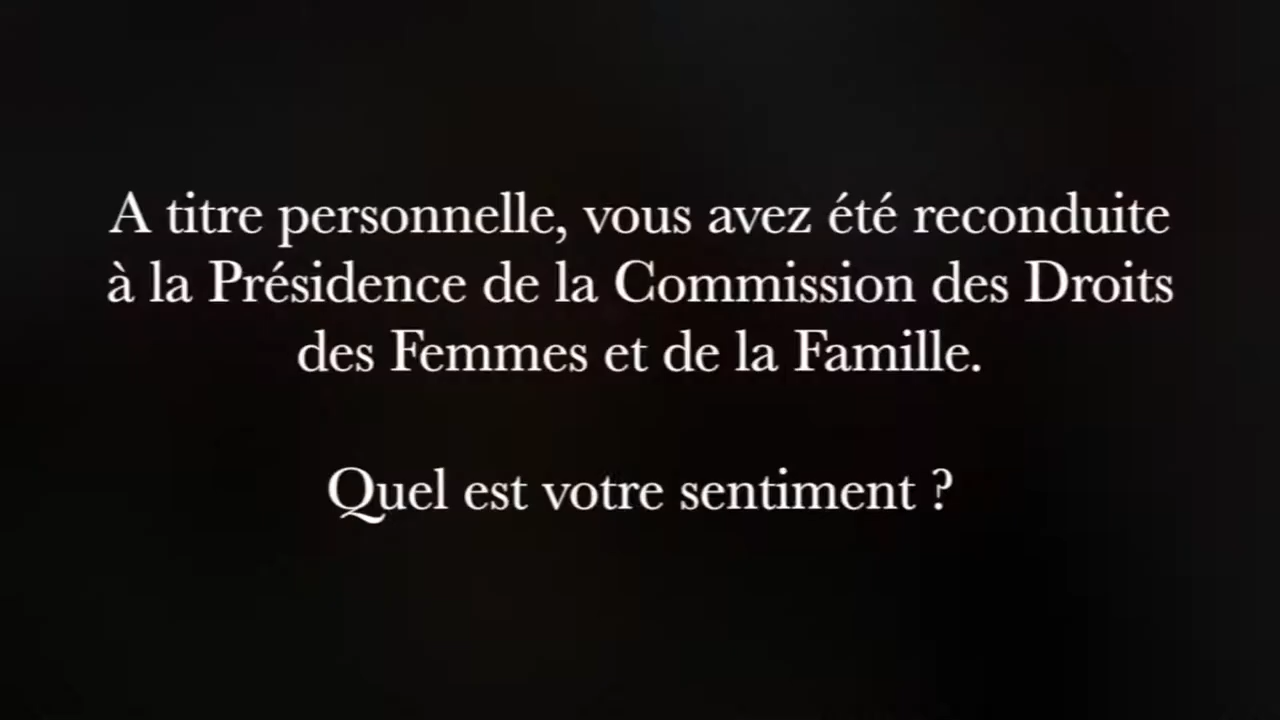 A titre personnelle, vous avez été reconduite
à la Présidence de la Commission des Droits
des Femmes et de la Famille.
Quel est votre sentiment ?